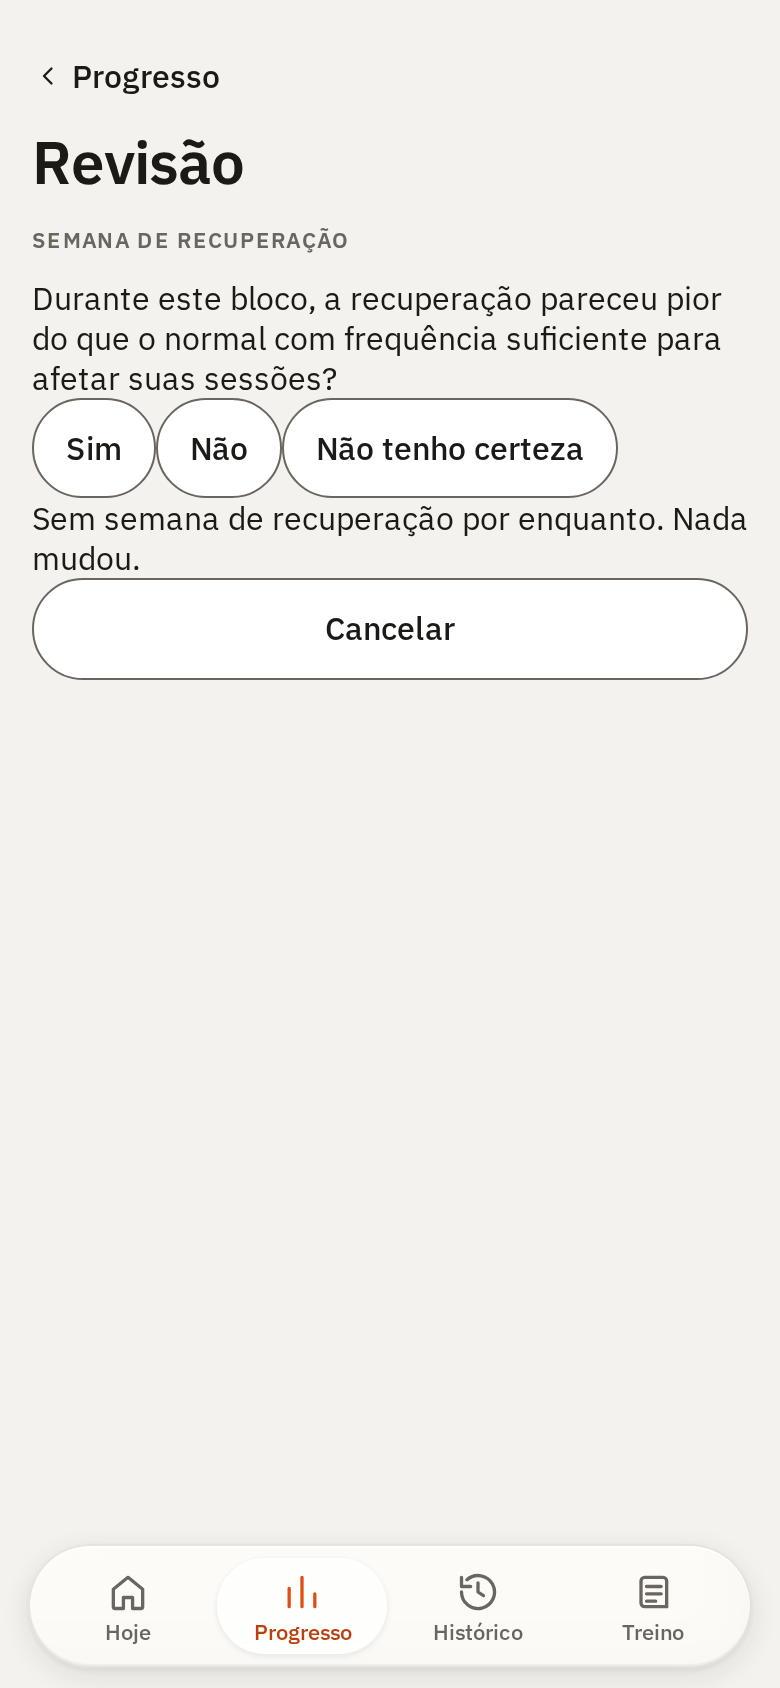 Progresso
Revisão
SEMANA DE RECUPERAÇÃO
Durante este bloco, a recuperação pareceu pior
do que o normal com frequência suficiente para
afetar suas sessões?
Sim Não Não tenho certeza
Sem semana de recuperação por enquanto. Nada
mudou.
Cancelar
Hoje Progresso Histórico Treino